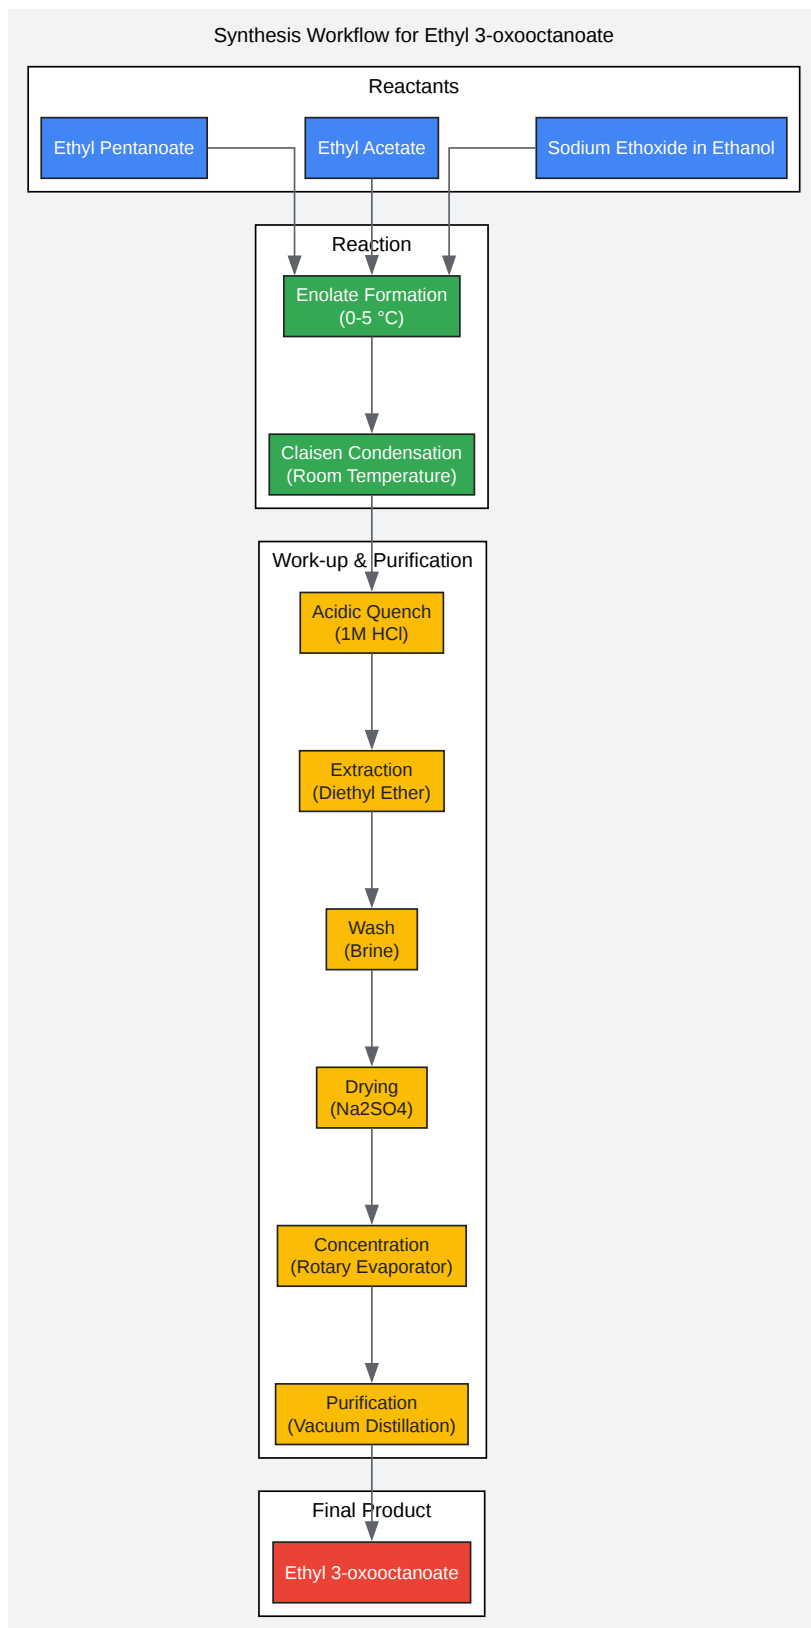 Synthesis Workflow for Ethyl 3-oxooctanoate
Reactants
Ethyl Pentanoate
Ethyl Acetate
Sodium Ethoxide in Ethanol
Reaction
Enolate Formation
(0-5 °C)
Claisen Condensation
(Room Temperature)
Work-up & Purification
Acidic Quench
(1M HCl)
Extraction
(Diethyl Ether)
Wash
(Brine)
Drying
(Na2SO4)
Concentration
(Rotary Evaporator)
Purification
(Vacuum Distillation)
Final Product
Ethyl 3-oxooctanoate